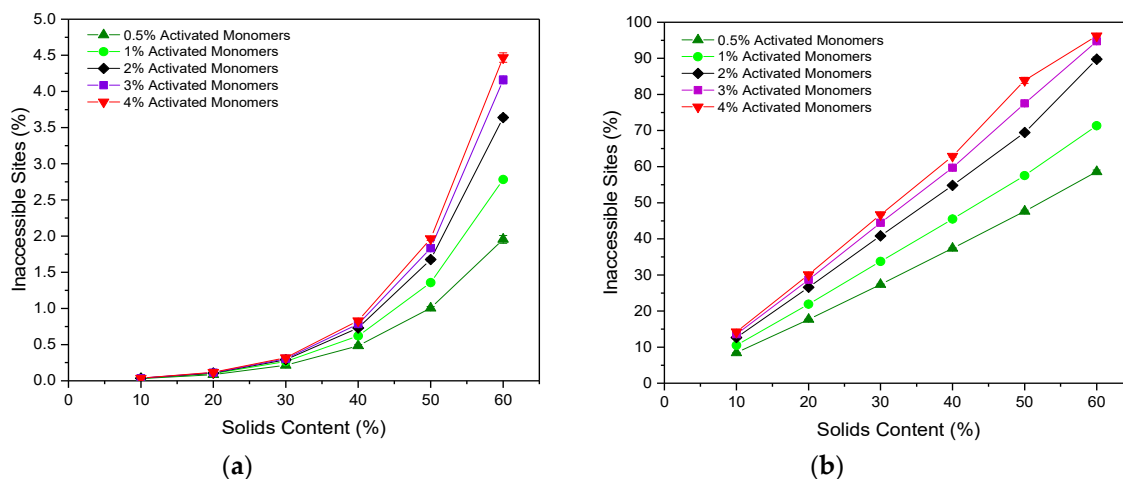 5.0
4.5
4.0
3.5
3.0
2.5
2.0
1.5
1.0
0.5
0.0
Inaccessible Sites (%)
0.5% Activated Monomers
1% Activated Monomers
2% Activated Monomers
3% Activated Monomers
4% Activated Monomers
0 10 20 30 40 50 60
Solids Content (%)
(a)
100
90
80
70
60
50
40
30
20
10
0
Inaccessible Sites (%)
0.5% Activated Monomers
1% Activated Monomers
2% Activated Monomers
3% Activated Monomers
4% Activated Monomers
0 10 20 30 40 50 60
Solids Content (%)
(b)